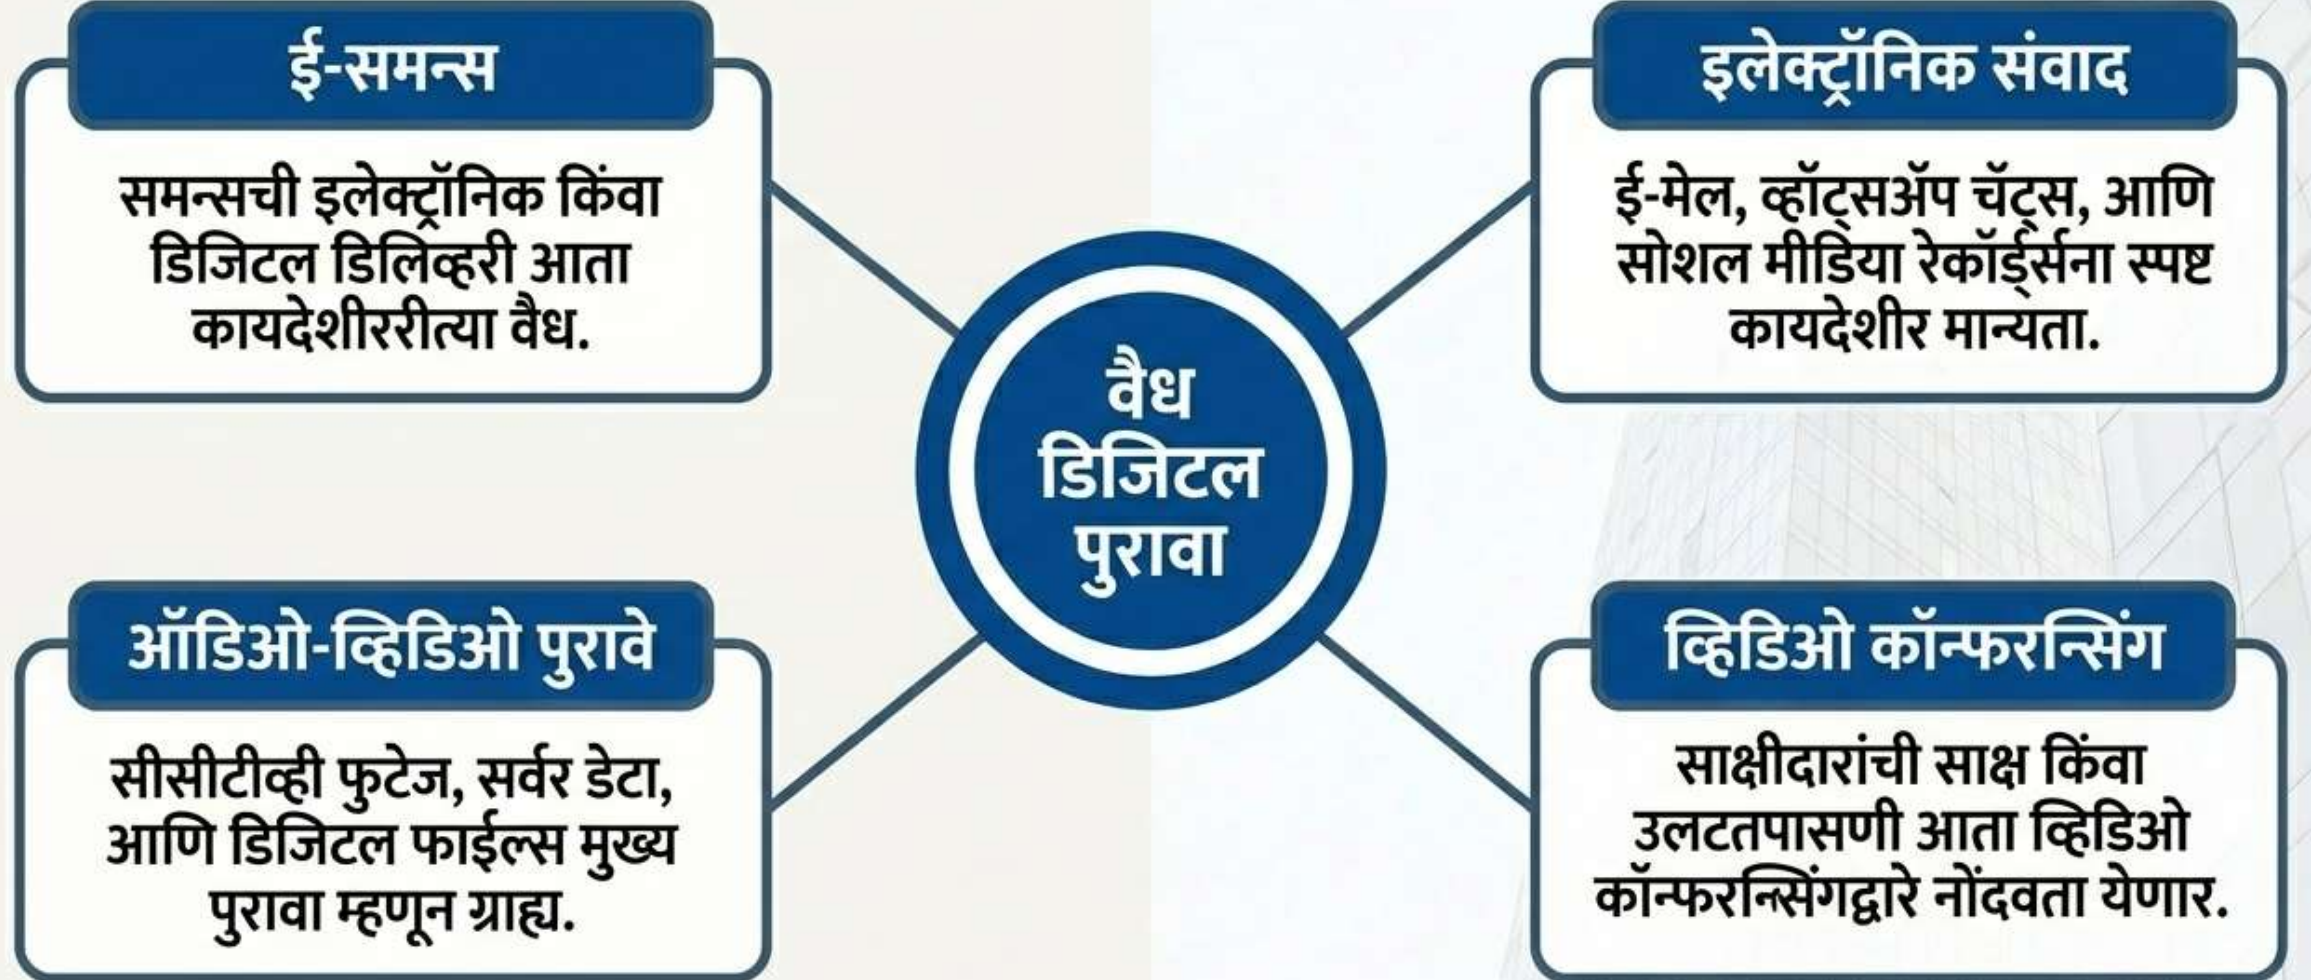 ई-समन्स
समन्सची इलेक्ट्रॉनिक किंवा
डिजिटल डिलिव्हरी आता
कायदेशीररीत्या वैध.
इलेक्ट्रॉनिक संवाद
ई-मेल, व्हॉट्सॲप चॅट्स, आणि
सोशल मीडिया रेकॉर्ड्सना स्पष्ट
कायदेशीर मान्यता.
वैध
डिजिटल
पुरावा
ऑडिओ-व्हिडिओ पुरावे
सीसीटीव्ही फुटेज, सर्वर डेटा,
आणि डिजिटल फाईल्स मुख्य
पुरावा म्हणून ग्राह्य.
व्हिडिओ कॉन्फरन्सिंग
साक्षीदारांची साक्ष किंवा
उलटतपासणी आता व्हिडिओ
कॉन्फरन्सिंगद्वारे नोंदवता येणार.